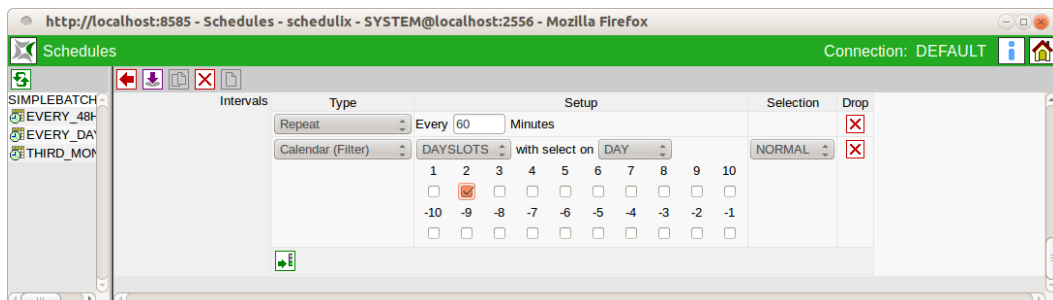 http://localhost:8585 - Schedules - schedulix - SYSTEM@localhost:2556 - Mozilla Firefox
Schedules Connection: DEFAULT
SIMPLEBATCH
EVERY_48H
EVERY_DAY
THIRD_MON
Intervals Type Setup Selection Drop
Repeat Every 60 Minutes
Calendar (Filter) DAYSLOTS with select on DAY NORMAL
1 2 3 4 5 6 7 8 9 10
-10 -9 -8 -7 -6 -5 -4 -3 -2 -1